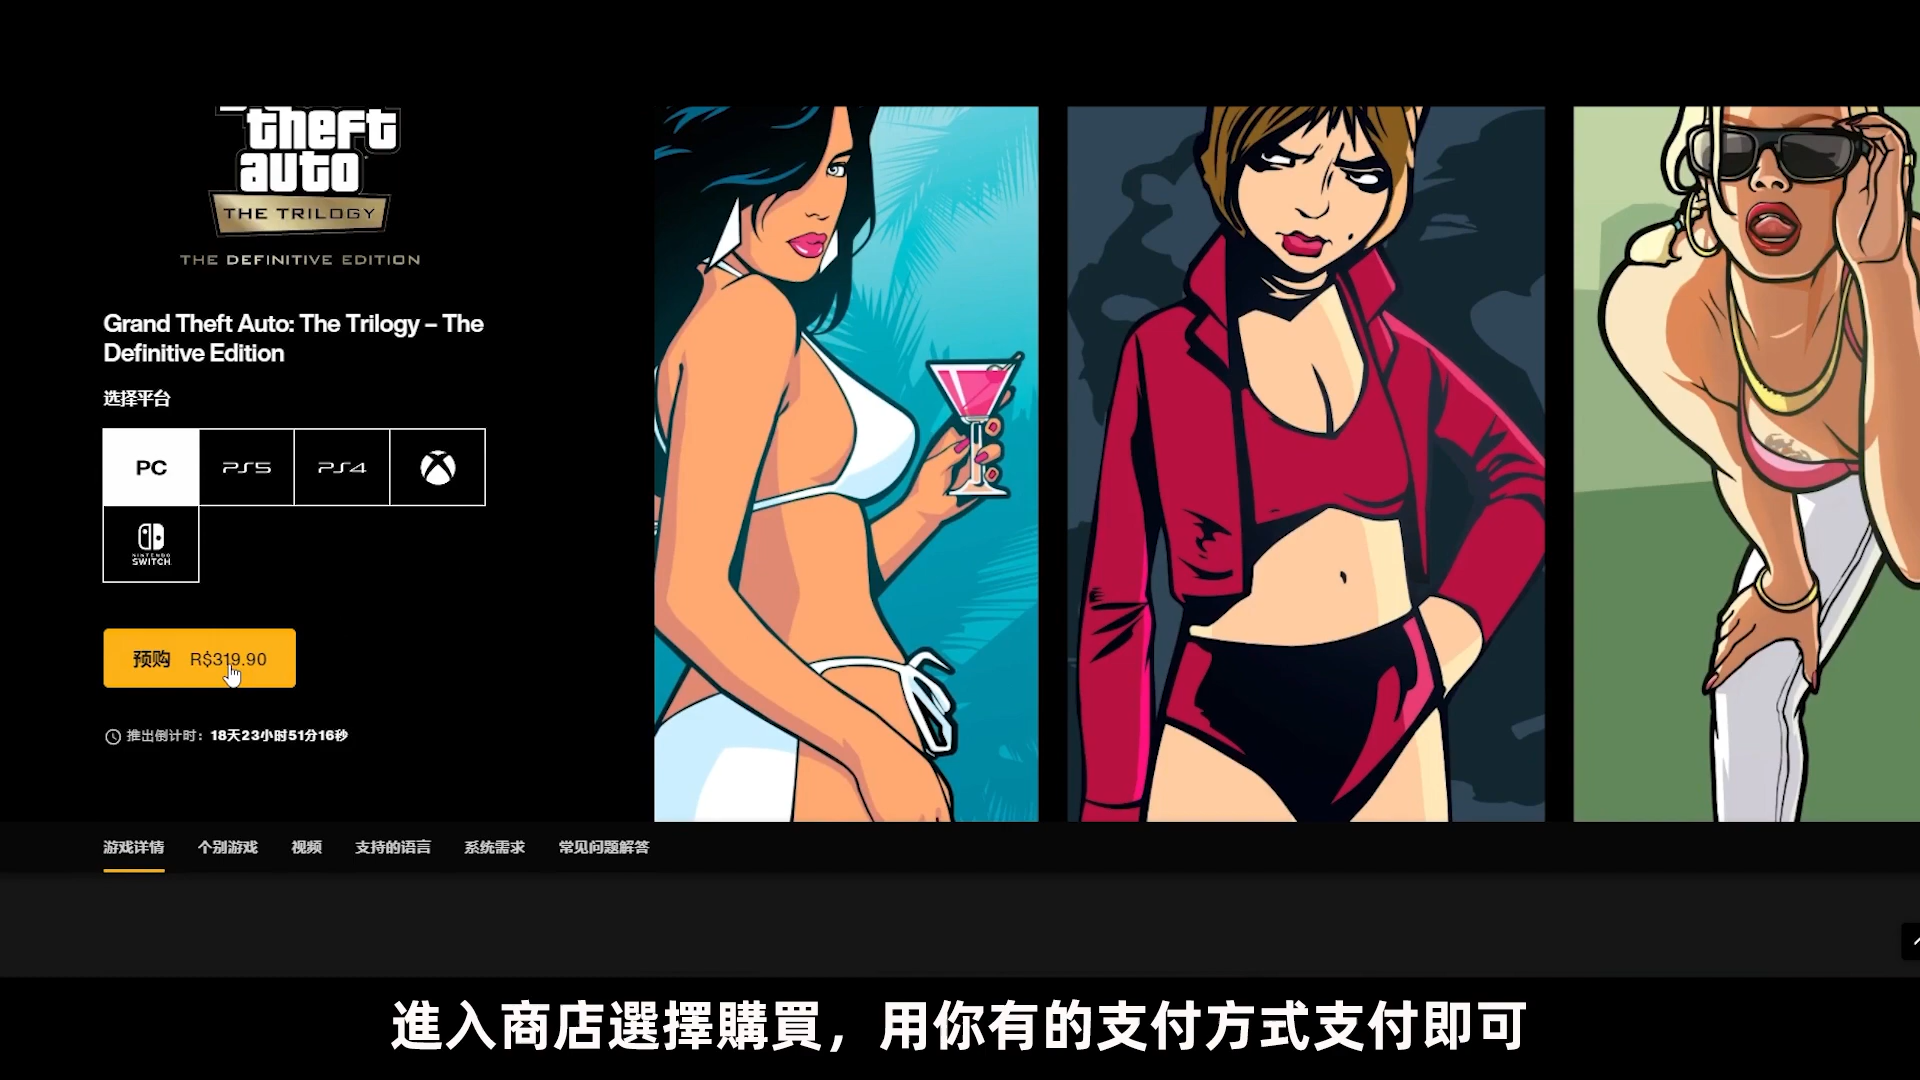 theft
auto
THE TRILOGY
THE DEFINITIVE EDITION
Grand Theft Auto: The Trilogy – The
Definitive Edition
选择平台
PC
PS5
PS4
NINTENDO
SWITCH
预购 R$319.90
推出倒计时：18天23小时51分16秒
游戏详情 个别游戏 视频 支持的语言 系统需求 常见问题解答
進入商店選擇購買，用你有的支付方式支付即可